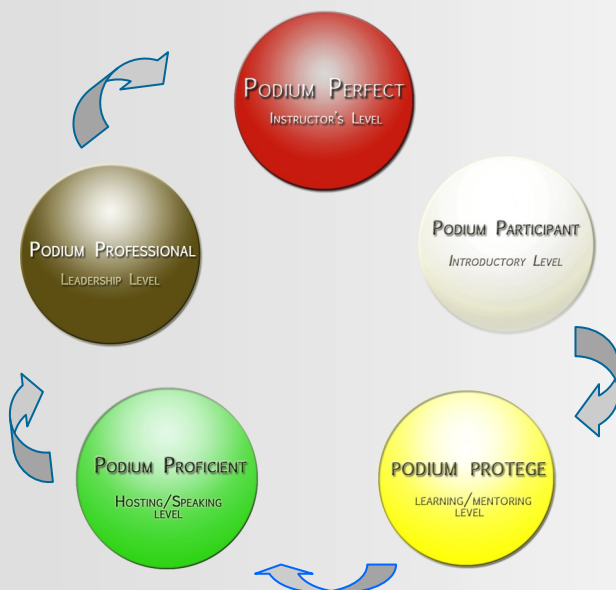 Podium Perfect
Instructor's Level
Podium Participant
Introductory Level
Podium Professional
Leadership Level
Podium Proficient
Hosting/Speaking
level
PODIUM PROTEGE
LEARNING/MENTORING
LEVEL